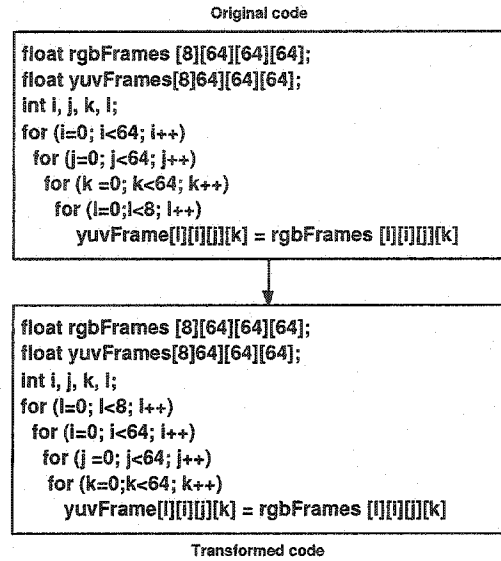 Original code
float rgbFrames [8][64][64][64];
float yuvFrames[8]64][64][64];
int i, j, k, l;
for (i=0; i<64; i++)
for (j=0; j<64; j++)
for (k =0; k<64; k++)
for (l=0;l<8; l++)
yuvFrame[l][i][j][k] = rgbFrames [l][i][j][k]
float rgbFrames [8][64][64][64];
float yuvFrames[8]64][64][64];
int i, j, k, l;
for (l=0; l<8; l++)
for (i=0; i<64; i++)
for (j =0; j<64; j++)
for (k=0;k<64; k++)
yuvFrame[l][i][j][k] = rgbFrames [l][i][j][k]
Transformed code